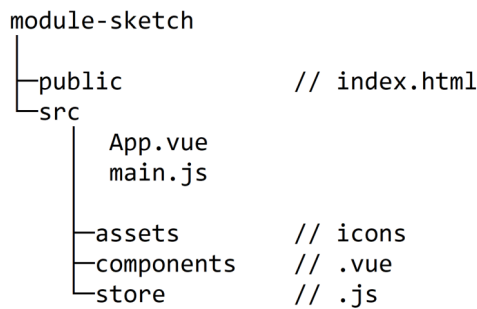 module-sketch
public // index.html
src
App.vue
main.js
assets // icons
components // .vue
store // .js